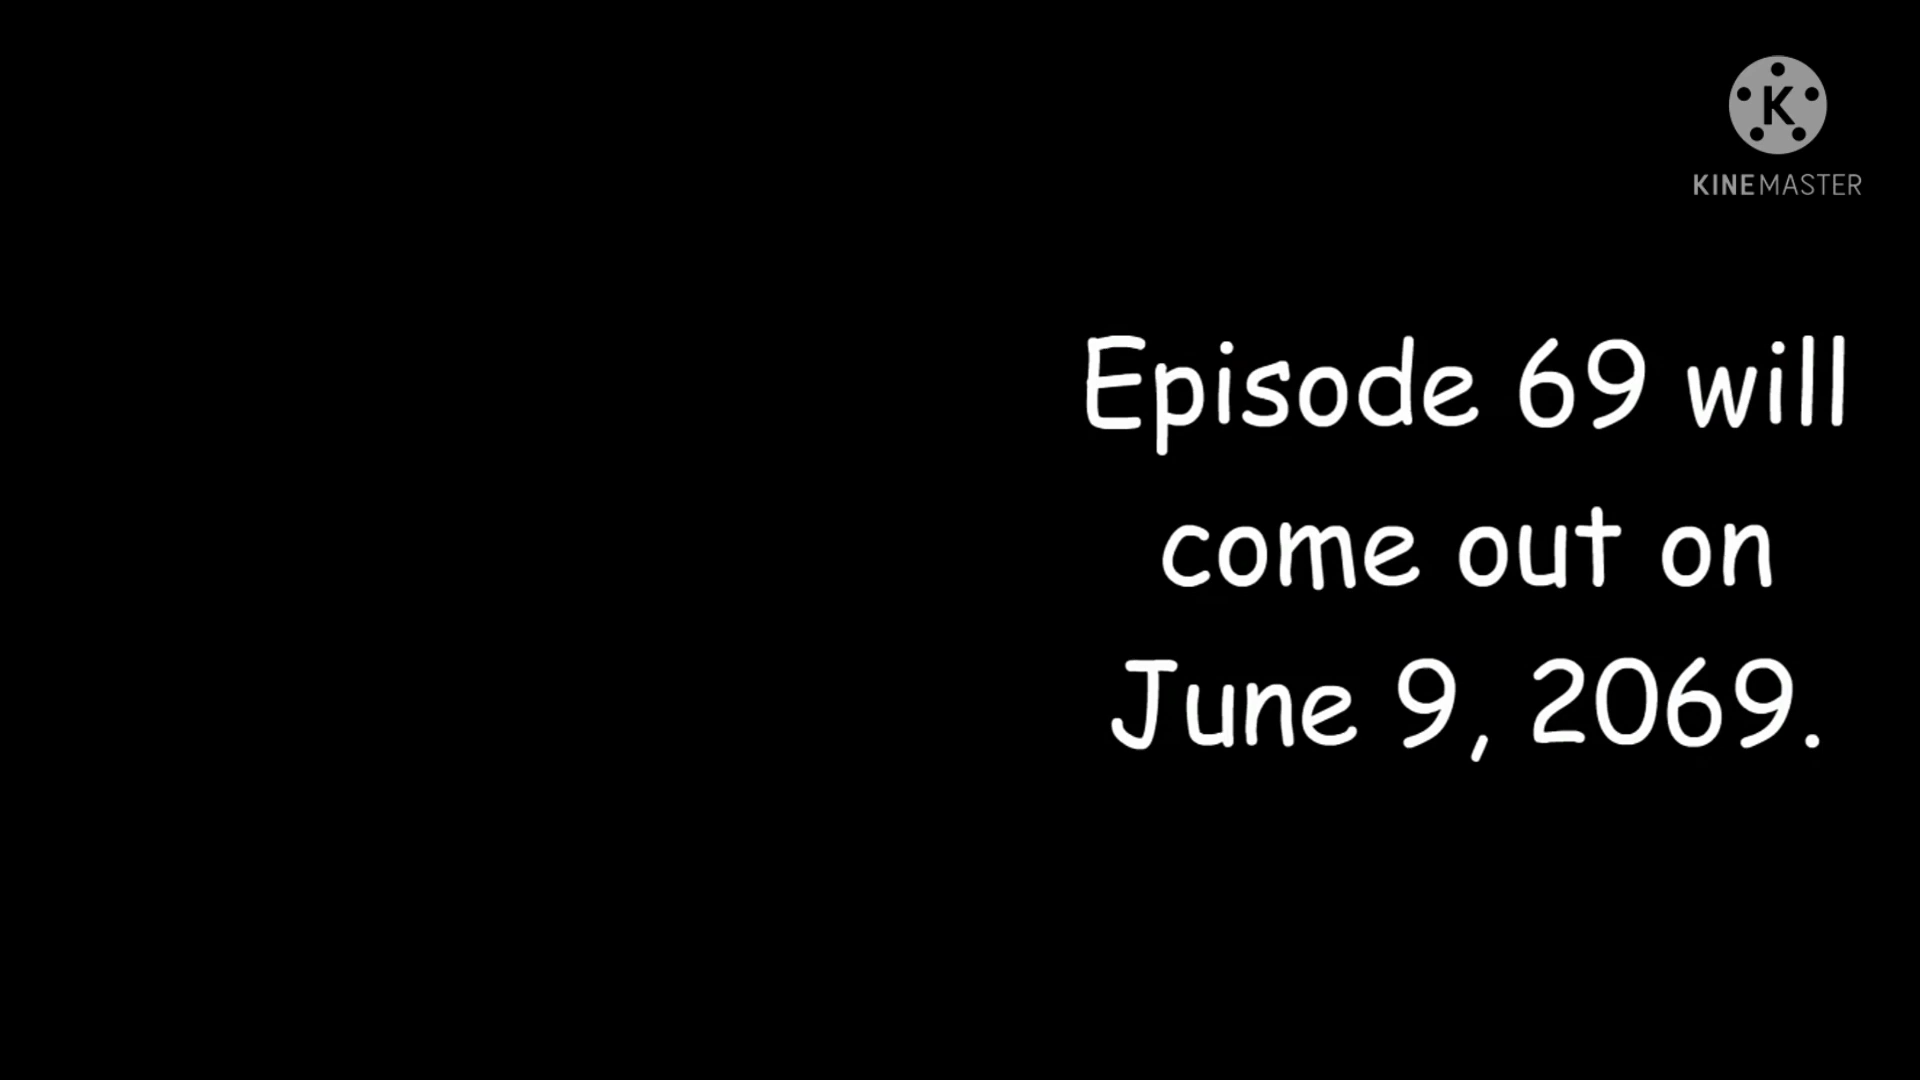 K
KINEMASTER
Episode 69 will
come out on
June 9, 2069.